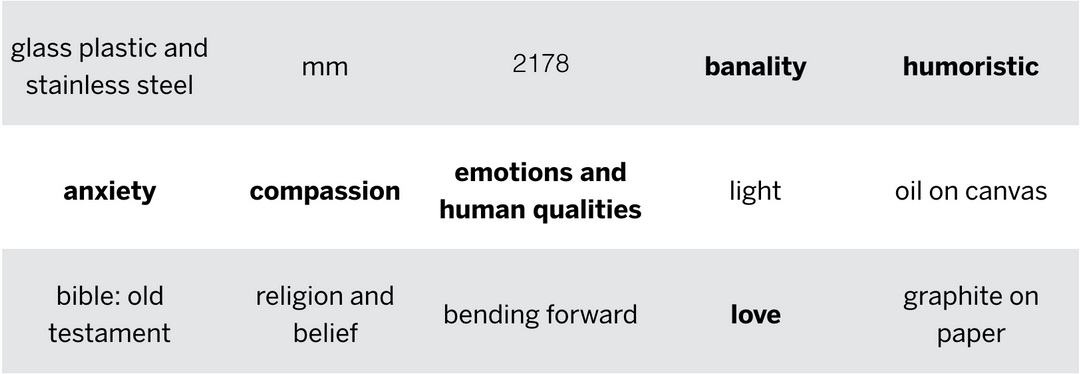 glass plastic and
stainless steel
mm
2178
banality
humoristic
anxiety
compassion
emotions and
human qualities
light
oil on canvas
bible: old
testament
religion and
belief
bending forward
love
graphite on
paper